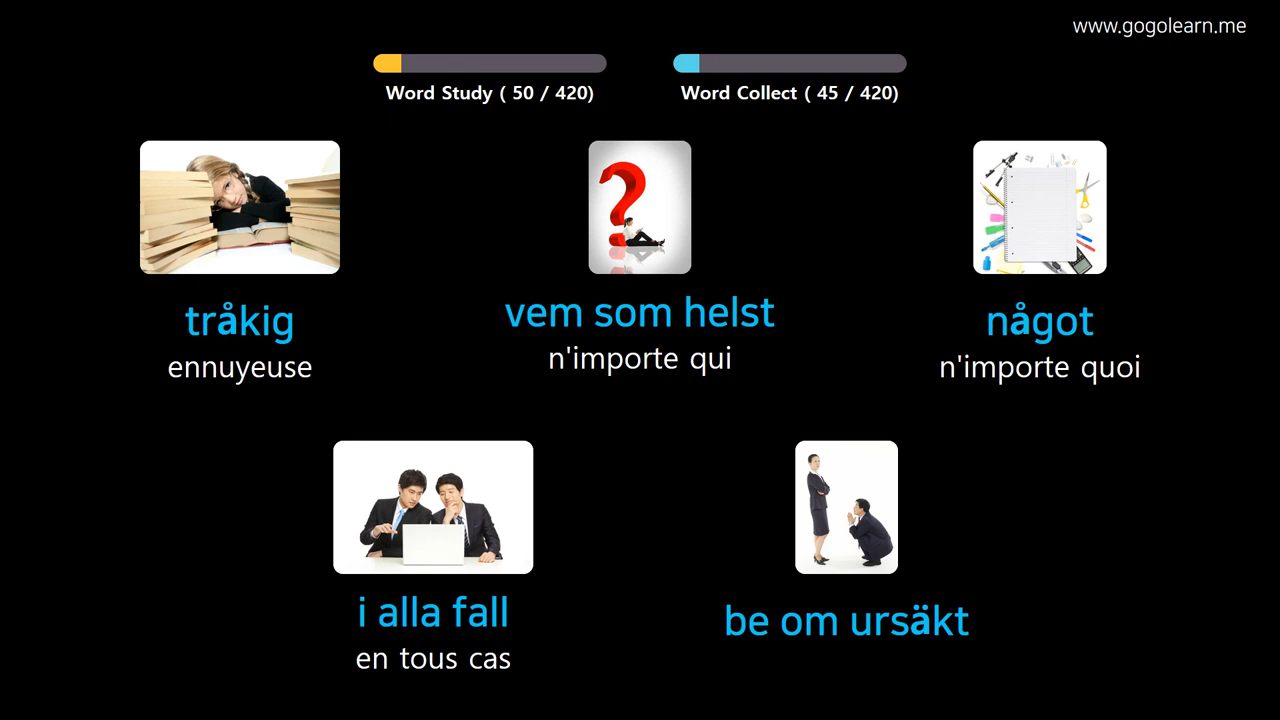 www.gogolearn.me
Word Study ( 50 / 420)
Word Collect ( 45 / 420)
tråkig
ennuyeuse
vem som helst
n'importe qui
något
n'importe quoi
i alla fall
en tous cas
be om ursäkt